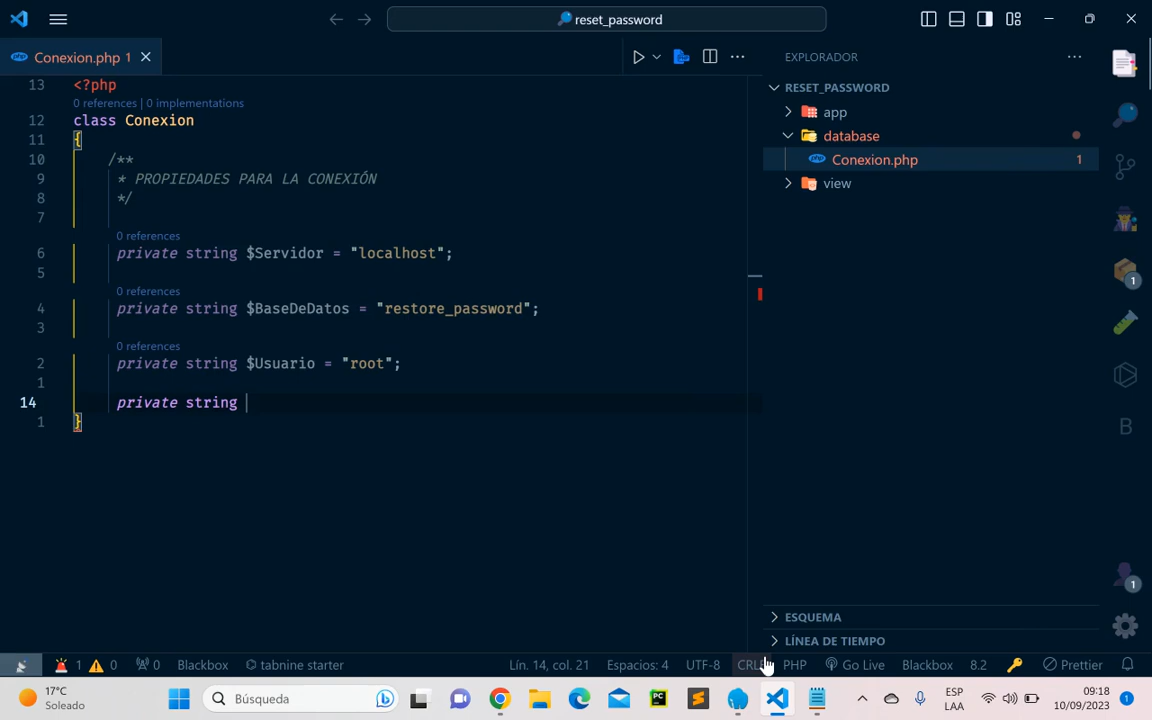 reset_password
Conexion.php 1
EXPLORADOR
13 <?php
0 references | 0 implementations
12 class Conexion
11 {
10 /**
9 * PROPIEDADES PARA LA CONEXIÓN
8 */
7
0 references
6 private string $Servidor = "localhost";
5
0 references
4 private string $BaseDeDatos = "restore_password";
3
0 references
2 private string $Usuario = "root";
1
14 private string
1 }
RESET_PASSWORD
app
database
Conexion.php 1
view
1
1
B
ESQUEMA
LÍNEA DE TIEMPO
1 0 0 Blackbox tabnine starter Lín. 14, col. 21 Espacios: 4 UTF-8 CRLF PHP Go Live Blackbox 8.2 Prettier
17°C
Soleado
Búsqueda
PC
ESP
LAA
09:18
10/09/2023
1